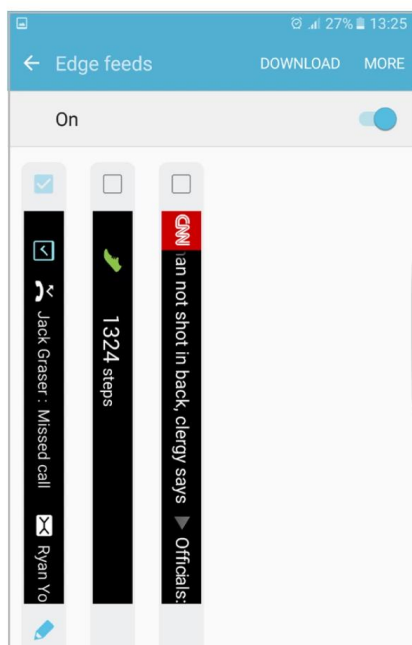 27% 13:25
Edge feeds DOWNLOAD MORE
On
Jack Graser : Missed call Ryan Yo
1324 steps
CNN an not shot in back, clergy says Officials: